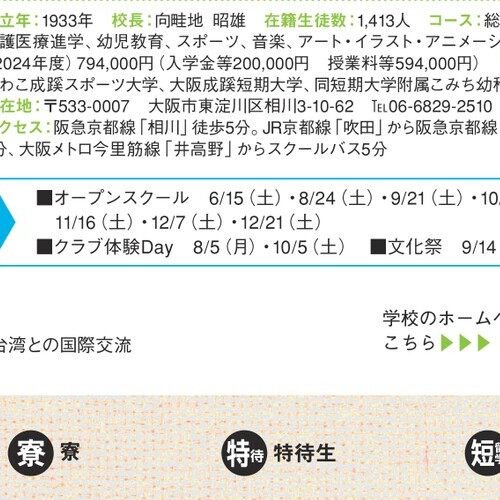 立年：1933年　校長：向畦地 昭雄　在籍生徒数：1,413人　コース：総
護医療進学、幼児教育、スポーツ、音楽、アート・イラスト・アニメーシ
2024年度）794,000円（入学金等200,000円　授業料等594,000円）
わこ成蹊スポーツ大学、大阪成蹊短期大学、同短期大学附属こみち幼稚
在地：〒533-0007　大阪市東淀川区相川3-10-62　℡06-6829-2510
クセス：阪急京都線「相川」徒歩5分。JR京都線「吹田」から阪急京都線
分、大阪メトロ今里筋線「井高野」からスクールバス5分
■オープンスクール　6/15（土）・8/24（土）・9/21（土）・10/
11/16（土）・12/7（土）・12/21（土）
■クラブ体験Day　8/5（月）・10/5（土）　■文化祭　9/14
学校のホームペ
こちら▶▶▶
台湾との国際交流
寮 寮
特待 特待生
短